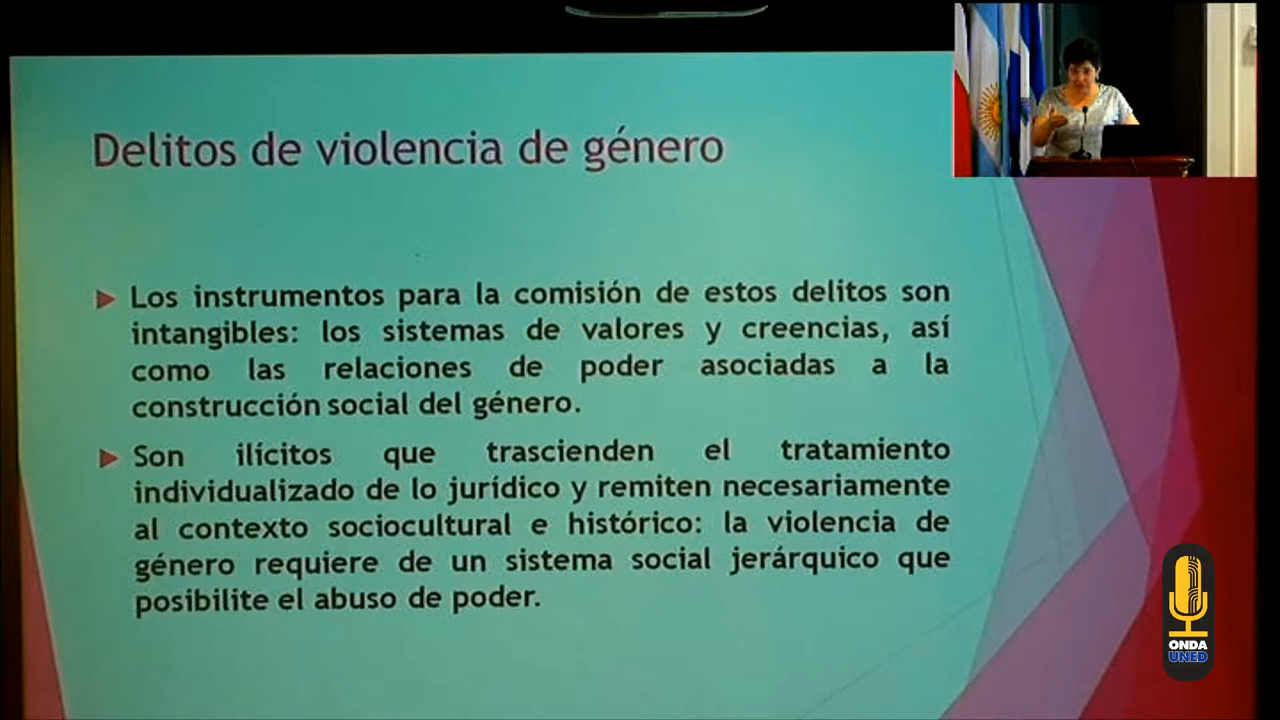 Delitos de violencia de género
Los instrumentos para la comisión de estos delitos son
intangibles: los sistemas de valores y creencias, así
como las relaciones de poder asociadas a la
construcción social del género.
Son ilícitos que trascienden el tratamiento
individualizado de lo jurídico y remiten necesariamente
al contexto sociocultural e histórico: la violencia de
género requiere de un sistema social jerárquico que
posibilite el abuso de poder.
ONDA
UNED